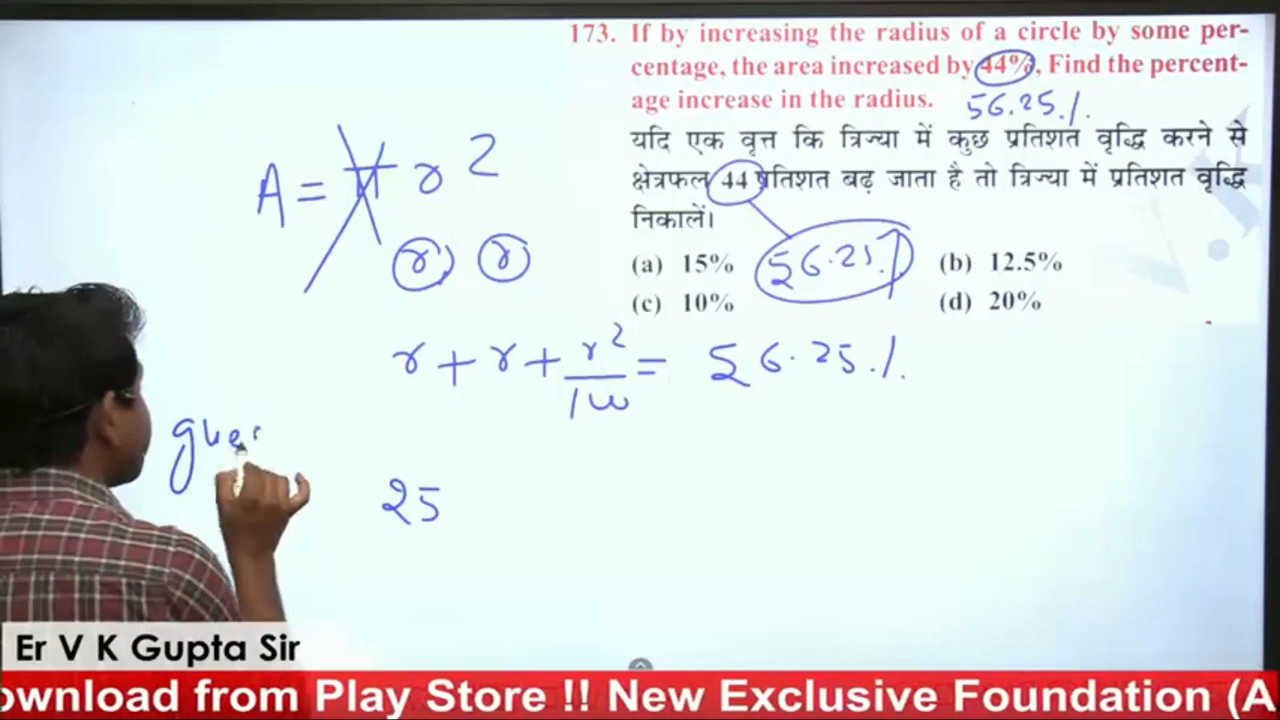 173. If by increasing the radius of a circle by some per-
centage, the area increased by 44%, Find the percent-
age increase in the radius. 56.25%
यदि एक वृत्त कि त्रिज्या में कुछ प्रतिशत वृद्धि करने से
क्षेत्रफल 44 प्रतिशत बढ़ जाता है तो त्रिज्या में प्रतिशत वृद्धि
निकालें।
(a) 15% 56.25% (b) 12.5%
(c) 10% (d) 20%
A = π r 2
r r
r + r + r2/100 = 56.25%
25
Er V K Gupta Sir
ownload from Play Store !! New Exclusive Foundation (A